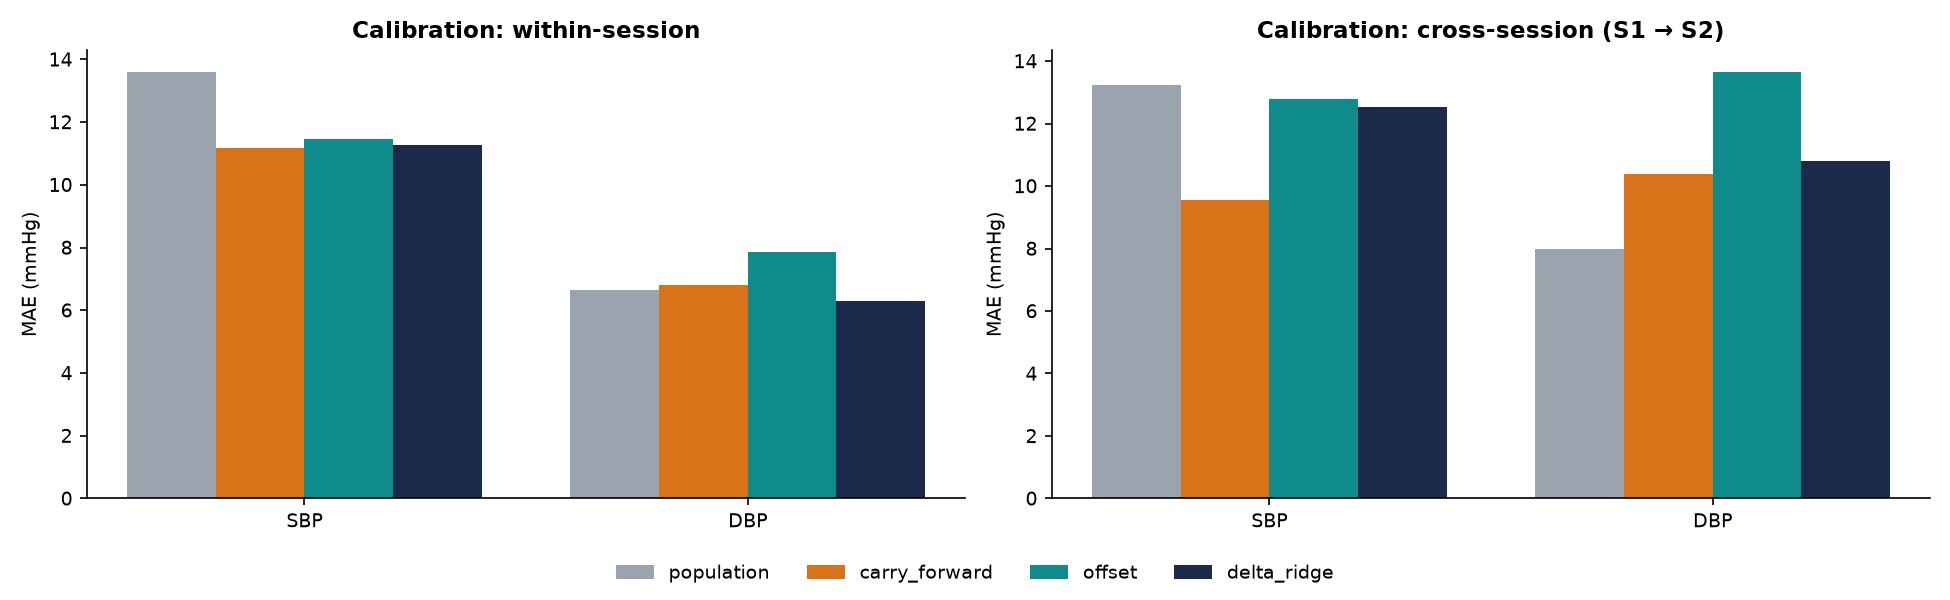 Calibration: within-session
14
12
10
8
6
4
2
0
MAE (mmHg)
SBP
DBP
Calibration: cross-session (S1 → S2)
14
12
10
8
6
4
2
0
MAE (mmHg)
SBP
DBP
population
carry_forward
offset
delta_ridge